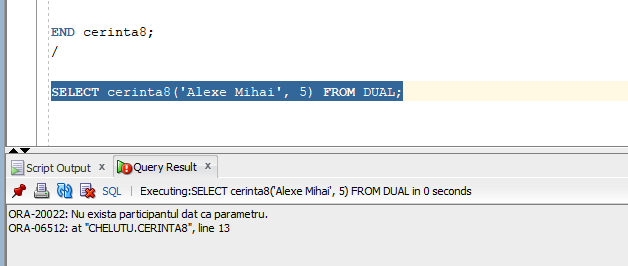 END cerinta8;
/
SELECT cerinta8('Alexe Mihai', 5) FROM DUAL;
Script Output x Query Result x
SQL | Executing:SELECT cerinta8('Alexe Mihai', 5) FROM DUAL in 0 seconds
ORA-20022: Nu exista participantul dat ca parametru.
ORA-06512: at "CHELUTU.CERINTA8", line 13